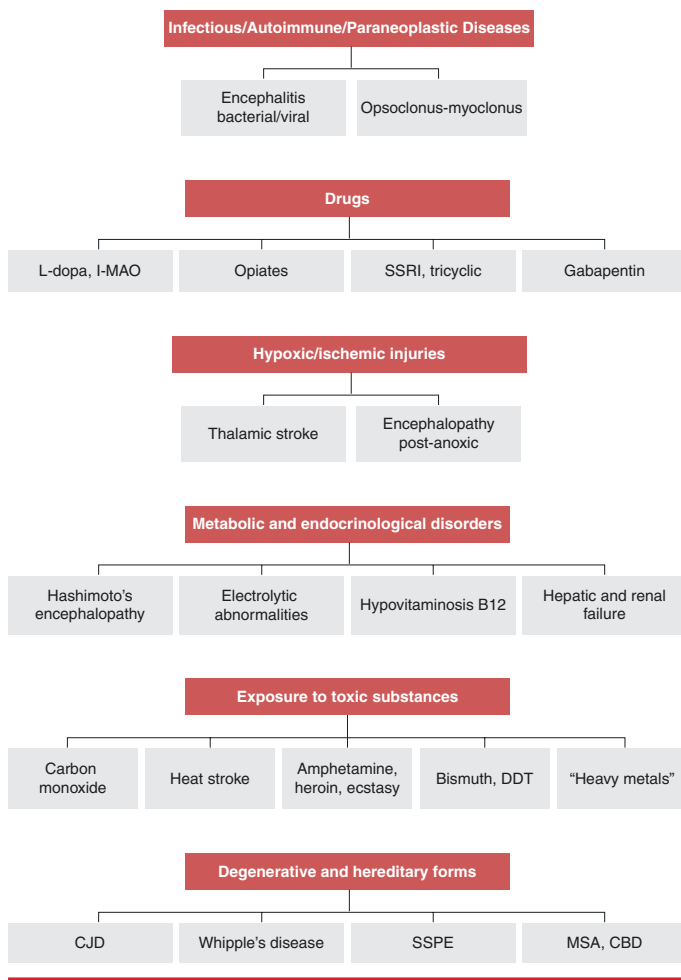 Infectious/Autoimmune/Paraneoplastic Diseases
Encephalitis
bacterial/viral
Opsoclonus-myoclonus
Drugs
L-dopa, I-MAO
Opiates
SSRI, tricyclic
Gabapentin
Hypoxic/ischemic injuries
Thalamic stroke
Encephalopathy
post-anoxic
Metabolic and endocrinological disorders
Hashimoto's
encephalopathy
Electrolytic
abnormalities
Hypovitaminosis B12
Hepatic and renal
failure
Exposure to toxic substances
Carbon
monoxide
Heat stroke
Amphetamine,
heroin, ecstasy
Bismuth, DDT
“Heavy metals”
Degenerative and hereditary forms
CJD
Whipple's disease
SSPE
MSA, CBD